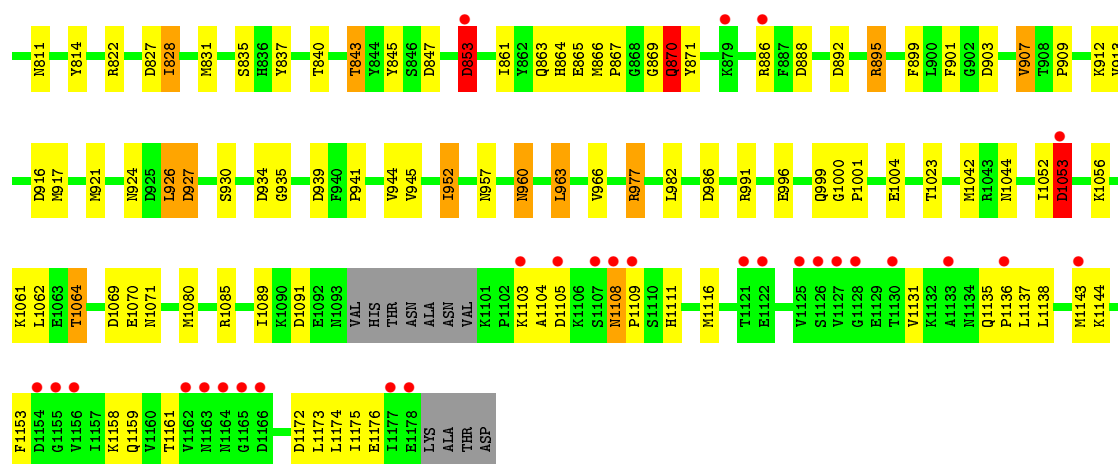 N811 Y814 R822 D827 I828 M831 S835 H836 Y837 T840 T843 Y844 Y845 S846 D847 D853 I861 Y862 Q863 H864 E865 M866 P867 G868 G869 Q870 Y871 K879 R886 F887 D888 D892 R895 F899 L900 F901 G902 D903 V907 T908 P909 K912
D916 M917 M921 N924 D925 L926 D927 S930 D934 G935 D939 F940 P941 V944 V945 I952 N957 N960 L963 V966 R977 L982 D986 R991 E996 Q999 G1000 P1001 E1004 T1023 M1042 R1043 N1044 I1052 D1053 K1056
K1061 L1062 E1063 T1064 D1069 E1070 N1071 M1080 R1085 I1089 K1090 D1091 E1092 N1093 VAL HIS THR ASN ALA ASN VAL K1101 P1102 K1103 A1104 D1105 K1106 S1107 N1108 P1109 S1110 H1111 M1116 T1121 E1122 V1125 S1126 V1127 G1128 E1129 T1130 V1131 K1132 A1133 N1134 Q1135 P1136 L1137 L1138 M1143 K1144
F1153 D1154 G1155 V1156 I1157 K1158 Q1159 V1160 T1161 V1162 N1163 N1164 G1165 D1166 D1172 L1173 L1174 I1175 E1176 I1177 E1178 LYS ALA THR ASP